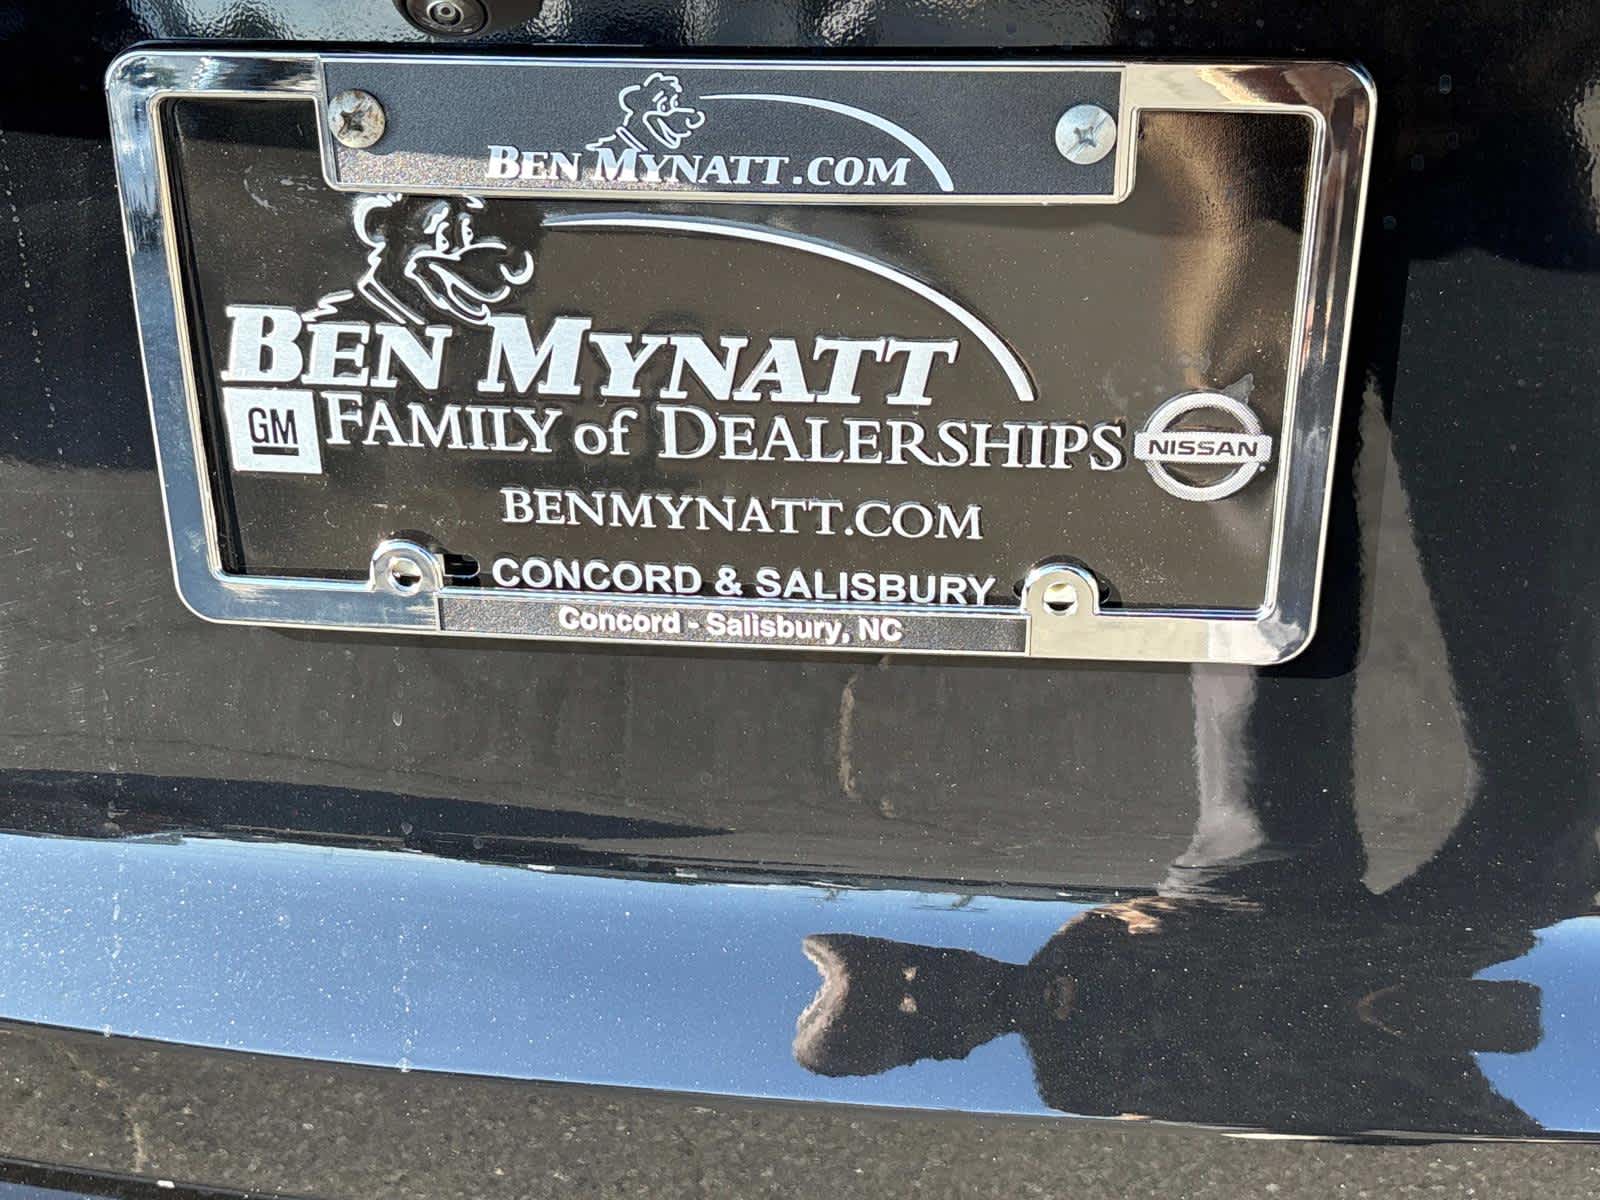 BEN MYNATT.COM
BEN MYNATT
GM FAMILY of DEALERSHIPS NISSAN
BENMYNATT.COM
CONCORD & SALISBURY
Concord - Salisbury, NC